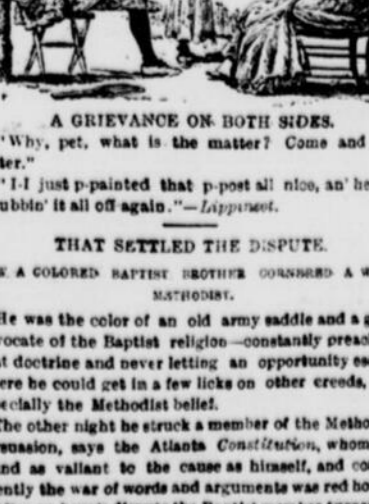 A GRIEVANCE ON BOTH SIDES.
"Why, pet, what is the matter? Come and
ter."
"I-I just p-painted that p-post all nice, an' he
ubbin' it all off again."—Lippincot.
THAT SETTLED THE DISPUTE.
A COLORED BAPTIST BROTHER CORNERED A W
METHODIST.
He was the color of an old army saddle and a g
vocate of the Baptist religion—constantly preac
t doctrine and never letting an opportunity es
ere he could get in a few licks on other creeds,
ecially the Methodist belief.
The other night he struck a member of the Metho
suasion, says the Atlanta Constitution, whom
nd as valiant to the cause as himself, and co
ently the war of words and arguments was red ho